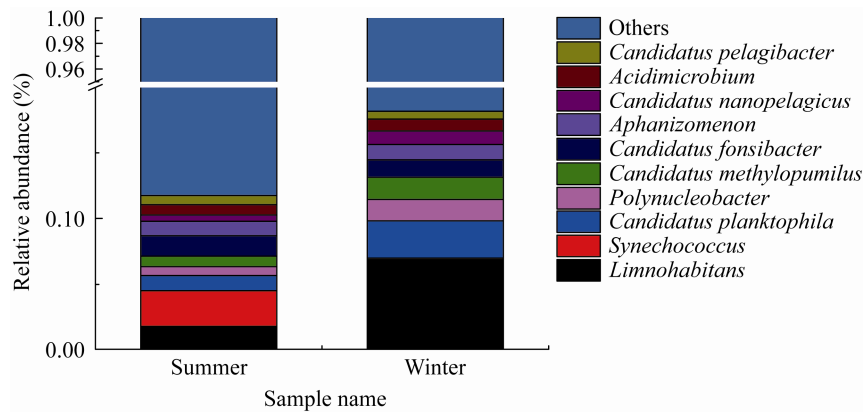 1.00
0.98
0.96
0.10
0.00
Relative abundance (%)
Summer
Winter
Sample name
Others
Candidatus pelagibacter
Acidimicrobium
Candidatus nanopelagicus
Aphanizomenon
Candidatus fonsibacter
Candidatus methylopumilus
Polynucleobacter
Candidatus planktophila
Synechococcus
Limnohabitans